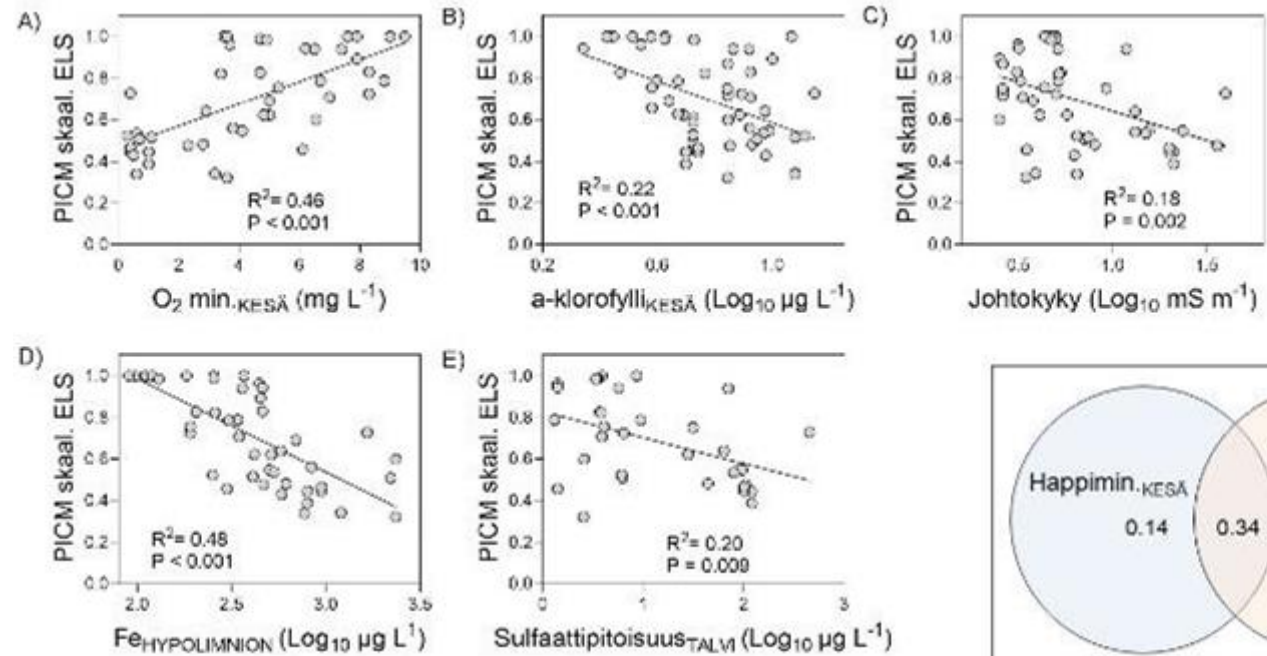 A)
PICM skaal. ELS
1.0
0.8
0.6
0.4
0.2
0.0
R²= 0.46
P < 0.001
0 2 4 6 8 10
O₂ min.KESÄ (mg L⁻¹)
B)
PICM skaal. ELS
1.0
0.8
0.6
0.4
0.2
0.0
R²= 0.22
P < 0.001
0.2 0.6 1.0
a-klorofylliKESÄ (Log₁₀ µg L⁻¹)
C)
PICM skaal. ELS
1.0
0.8
0.6
0.4
0.2
0.0
R²= 0.18
P = 0.002
0.5 1.0 1.5
Johtokyky (Log₁₀ mS m⁻¹)
D)
PICM skaal. ELS
1.0
0.8
0.6
0.4
0.2
0.0
R²= 0.48
P < 0.001
2.0 2.5 3.0 3.5
FeHYPOLIMNION (Log₁₀ µg L¹)
E)
PICM skaal. ELS
1.0
0.8
0.6
0.4
0.2
0.0
R²= 0.20
P = 0.009
0 1 2 3
SulfaattipitoisuusTALVI (Log₁₀ µg L⁻¹)
Happimin.KESÄ
0.14
0.34